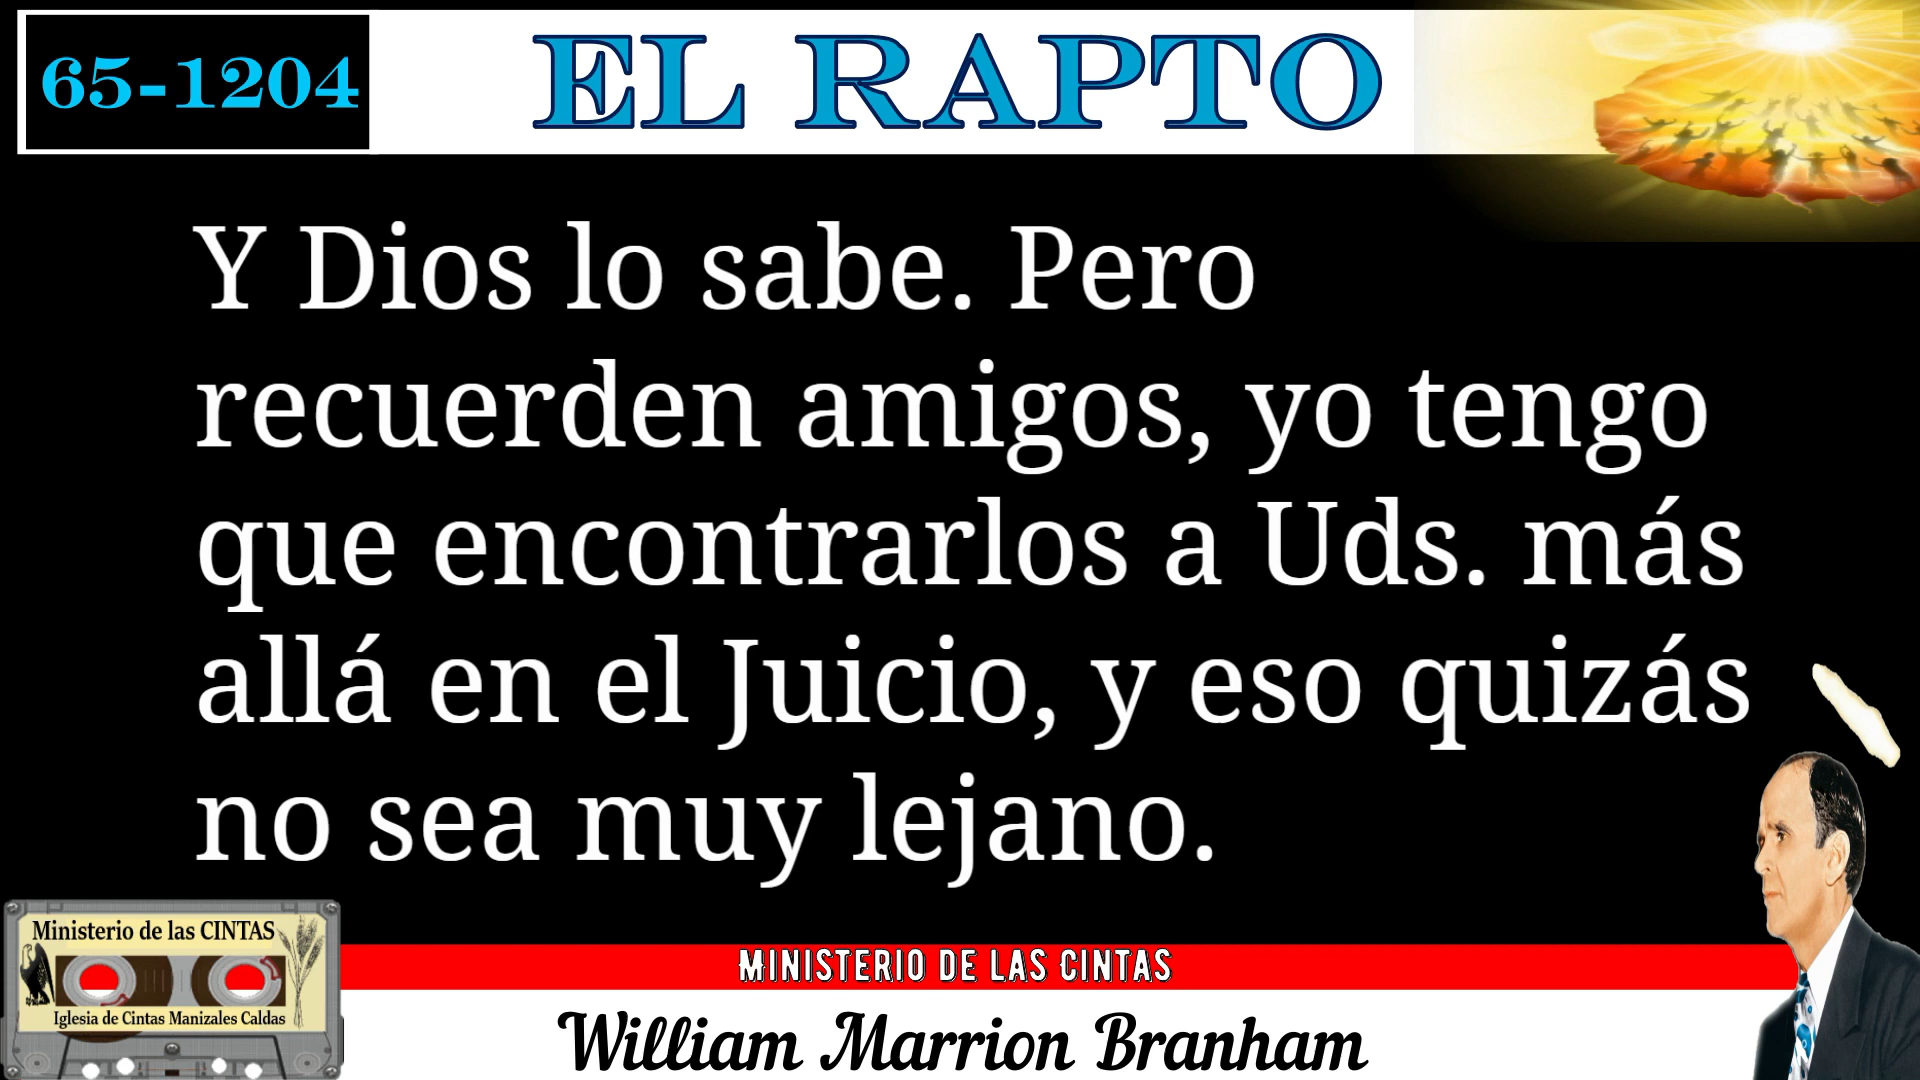 65-1204
EL RAPTO
Y Dios lo sabe. Pero
recuerden amigos, yo tengo
que encontrarlos a Uds. más
allá en el Juicio, y eso quizás
no sea muy lejano.
Ministerio de las CINTAS
Iglesia de Cintas Manizales Caldas
MINISTERIO DE LAS CINTAS
William Marrion Branham